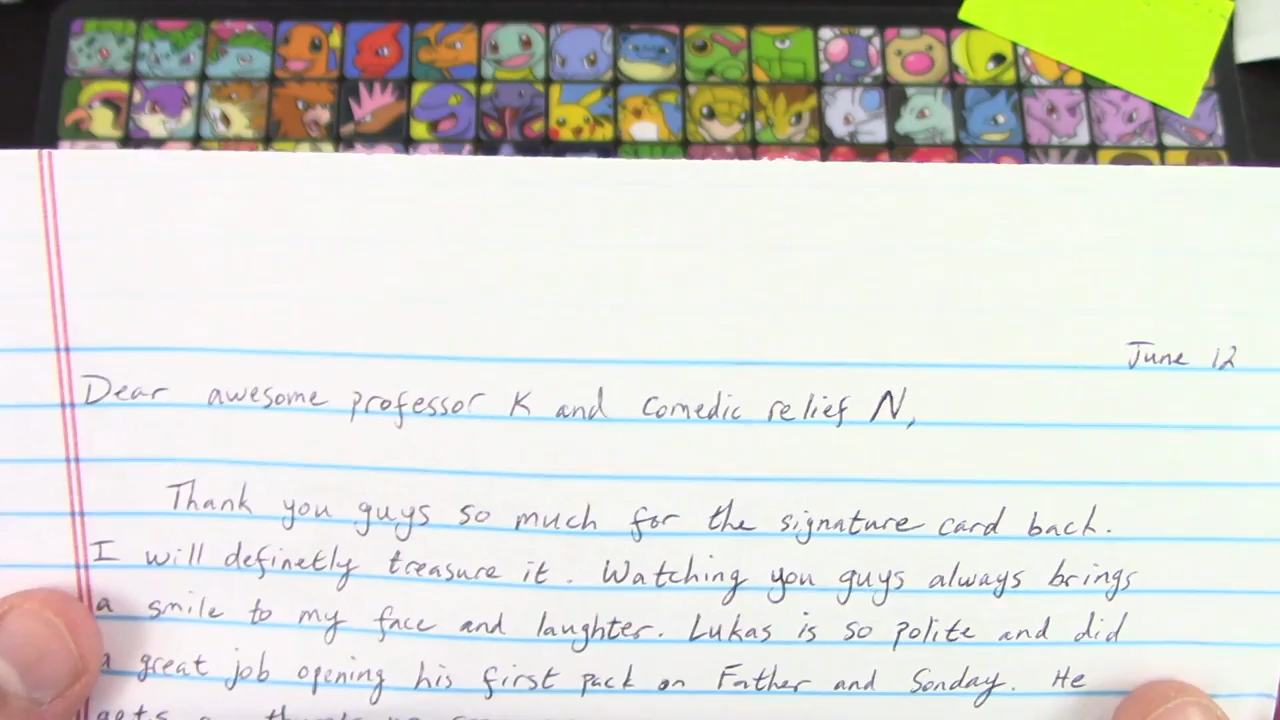 June 12
Dear awesome professor K and Comedic relief N,
Thank you guys so much for the signature card back.
I will definetly treasure it. Watching you guys always brings
a smile to my face and laughter. Lukas is so polite and did
a great job opening his first pack on Father and Sonday. He
gets a thumbs